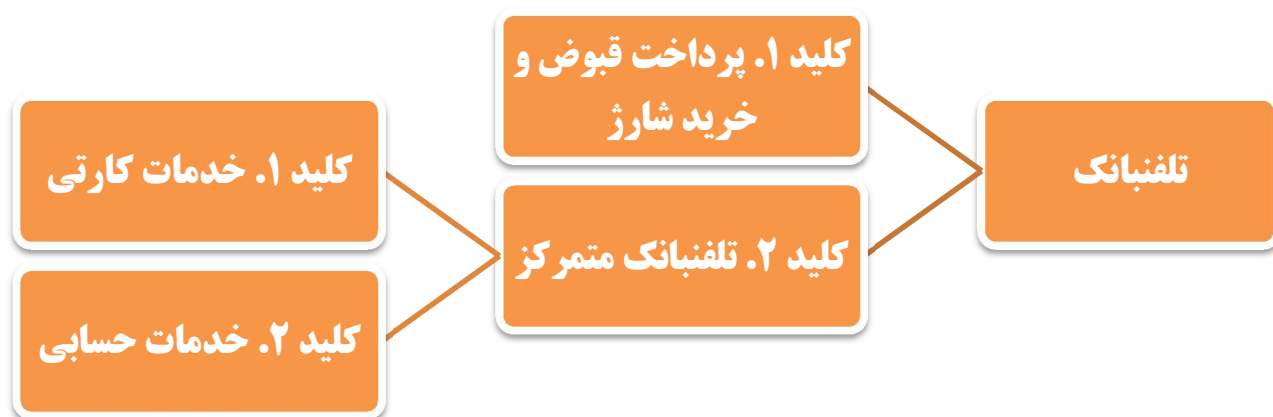 تلفنبانک
کلید ۱. پرداخت قبوض و
خرید شارژ
کلید ۲. تلفنبانک متمرکز
کلید ۱. خدمات کارتی
کلید ۲. خدمات حسابی